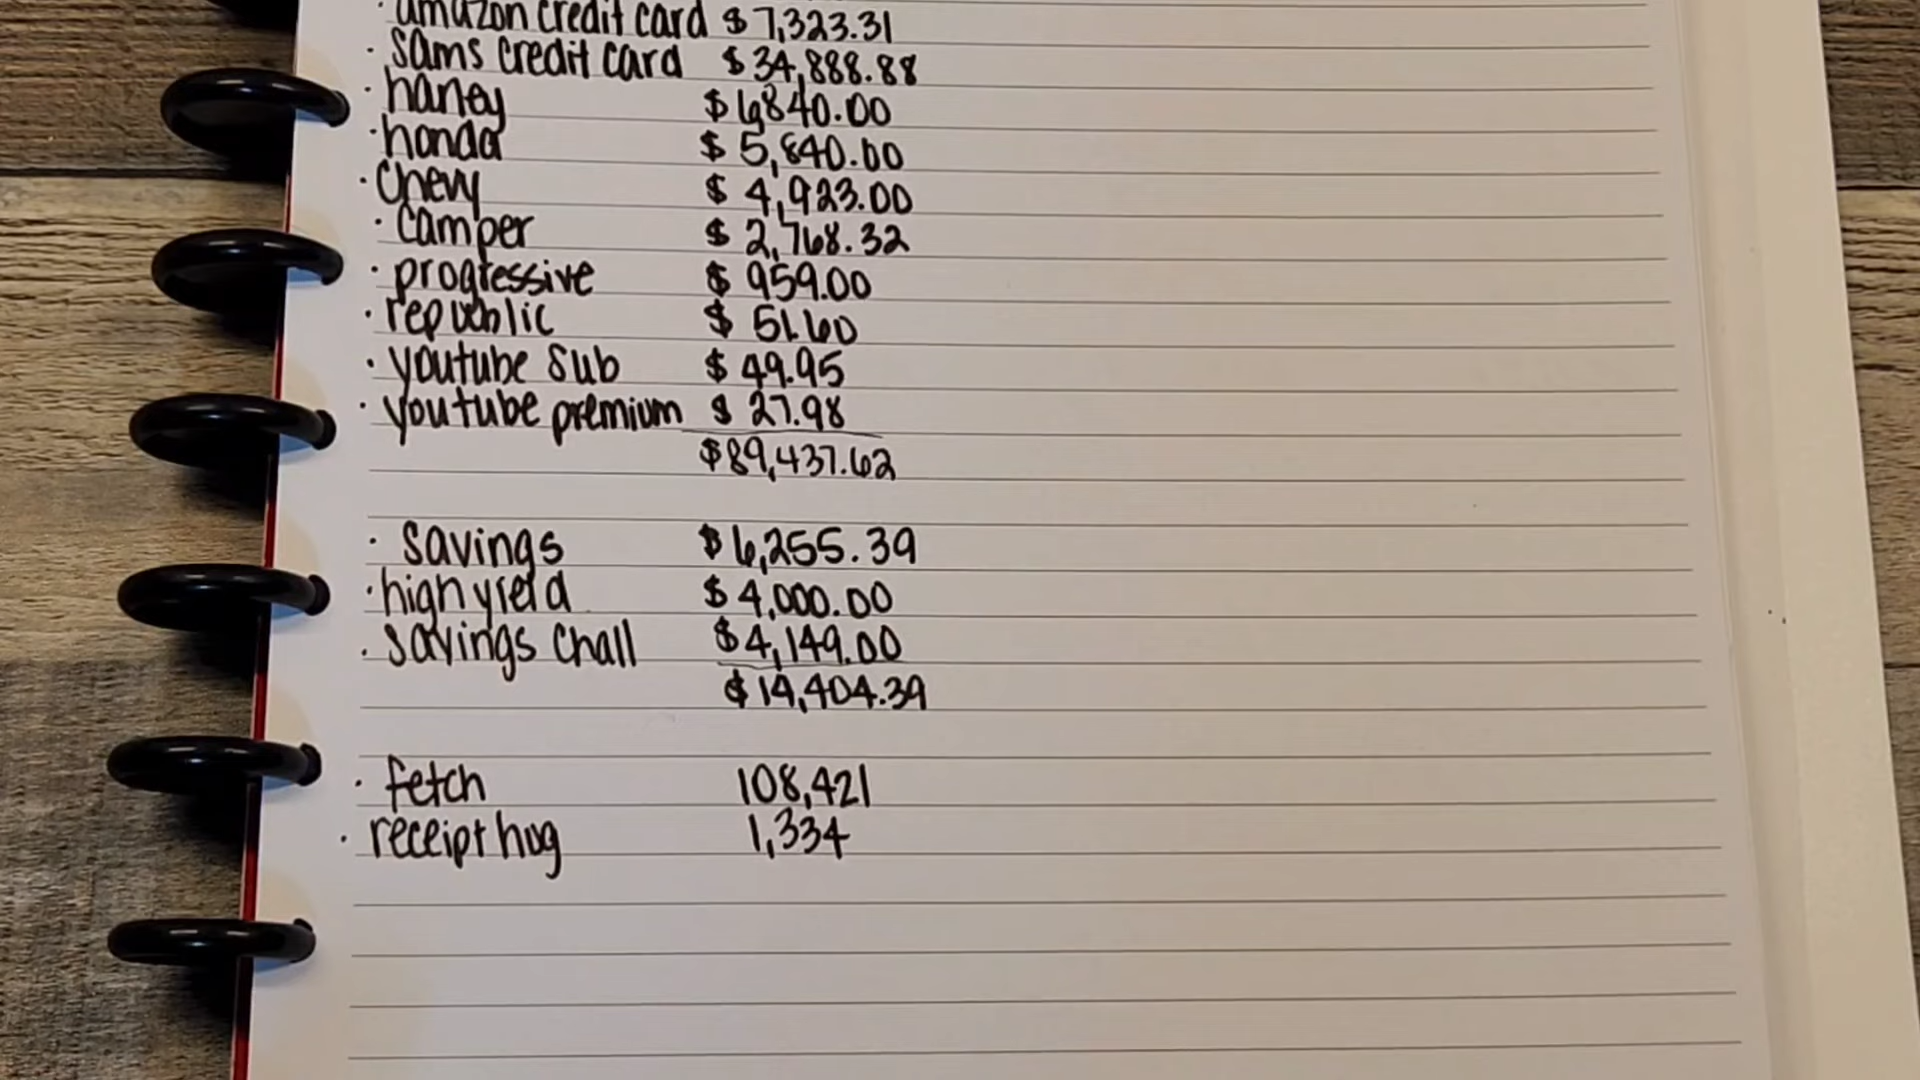 · amazon credit card $7,323.31
· sams credit card $34,888.88
· haney $6840.00
· honda $5,840.00
· chevy $4,923.00
· camper $2,768.32
· progressive $959.00
· republic $51.60
· youtube sub $49.95
· youtube premium $27.98
$89,437.62
· savings $6,255.39
· high yield $4,000.00
· savings chall $4,149.00
$14,404.39
· fetch 108,421
· receipt hog 1,334